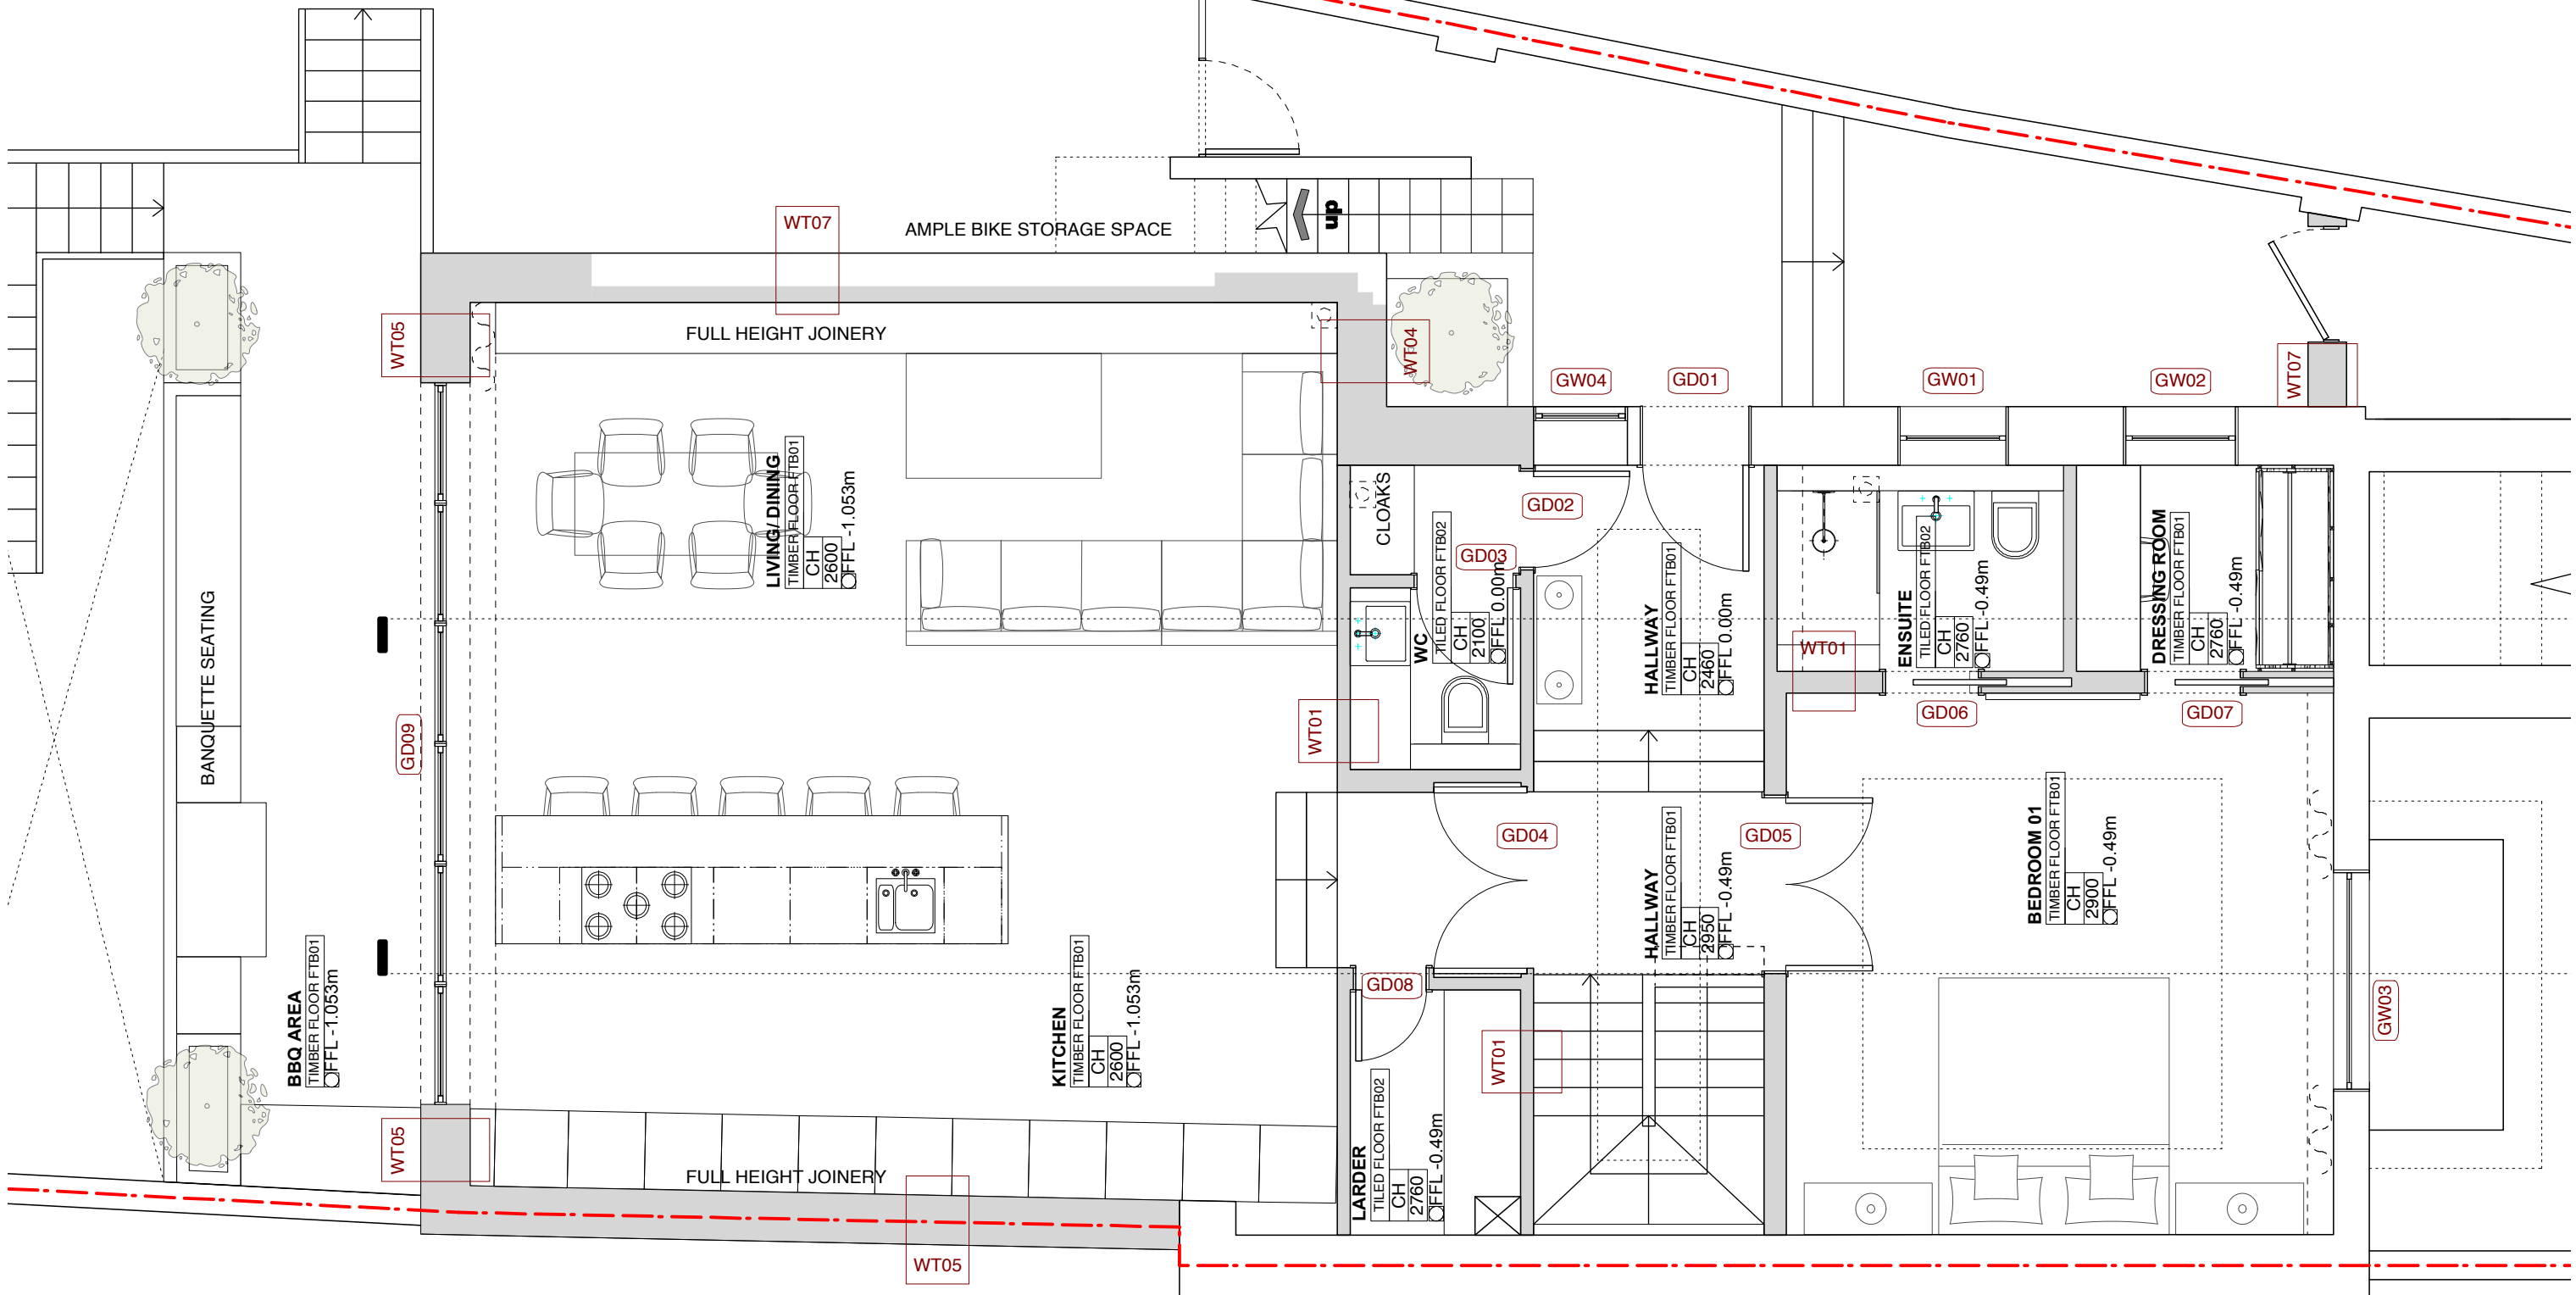 up
WT07
AMPLE BIKE STORAGE SPACE
FULL HEIGHT JOINERY
WT05
WT04
GW04
GD01
GW01
GW02
WT07
LIVING/ DINING
TIMBER FLOOR FTB01
CH
2600
FFL -1.053m
CLOAKS
GD02
GD03
WC
TILED FLOOR FTB02
CH
2100
FFL 0.00m
HALLWAY
TIMBER FLOOR FTB01
CH
2460
FFL 0.00m
ENSUITE
TILED FLOOR FTB02
CH
2760
FFL -0.49m
DRESSING ROOM
TIMBER FLOOR FTB01
CH
2760
FFL -0.49m
WT01
BANQUETTE SEATING
GD09
WT01
GD06
GD07
GD04
GD05
HALLWAY
TIMBER FLOOR FTB01
CH
2950
FFL -0.49m
BEDROOM 01
TIMBER FLOOR FTB01
CH
2900
FFL -0.49m
BBQ AREA
TIMBER FLOOR FTB01
FFL -1.053m
KITCHEN
TIMBER FLOOR FTB01
CH
2600
FFL -1.053m
GD08
GW03
WT01
LARDER
TILED FLOOR FTB02
CH
2760
FFL -0.49m
WT05
FULL HEIGHT JOINERY
WT05